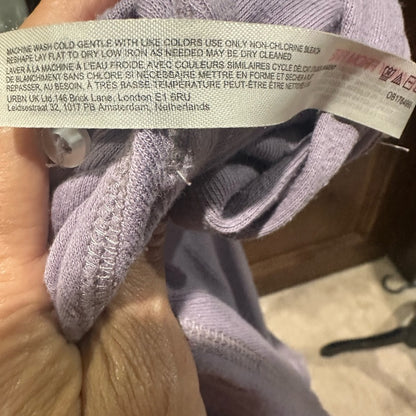 MACHINE WASH COLD GENTLE WITH LIKE COLORS USE ONLY NON-CHLORINE BLEACH
RESHAPE LAY FLAT TO DRY LOW IRON AS NEEDED MAY BE DRY CLEANED
LAVER À LA MACHINE À L'EAU FROIDE AVEC COULEURS SIMILAIRES CYCLE DÉLICAT
DE BLANCHIMENT SANS CHLORE SI NÉCESSAIRE METTRE EN FORME ET SÉCHER À
REPASSER, AU BESOIN, À TRÈS BASSE TEMPÉRATURE PEUT-ÊTRE ÊTRE NETTOYÉ
URBN UK Ltd, 146 Brick Lane, London E1 6RU
Leidsestraat 32, 1017 PB Amsterdam, Netherlands